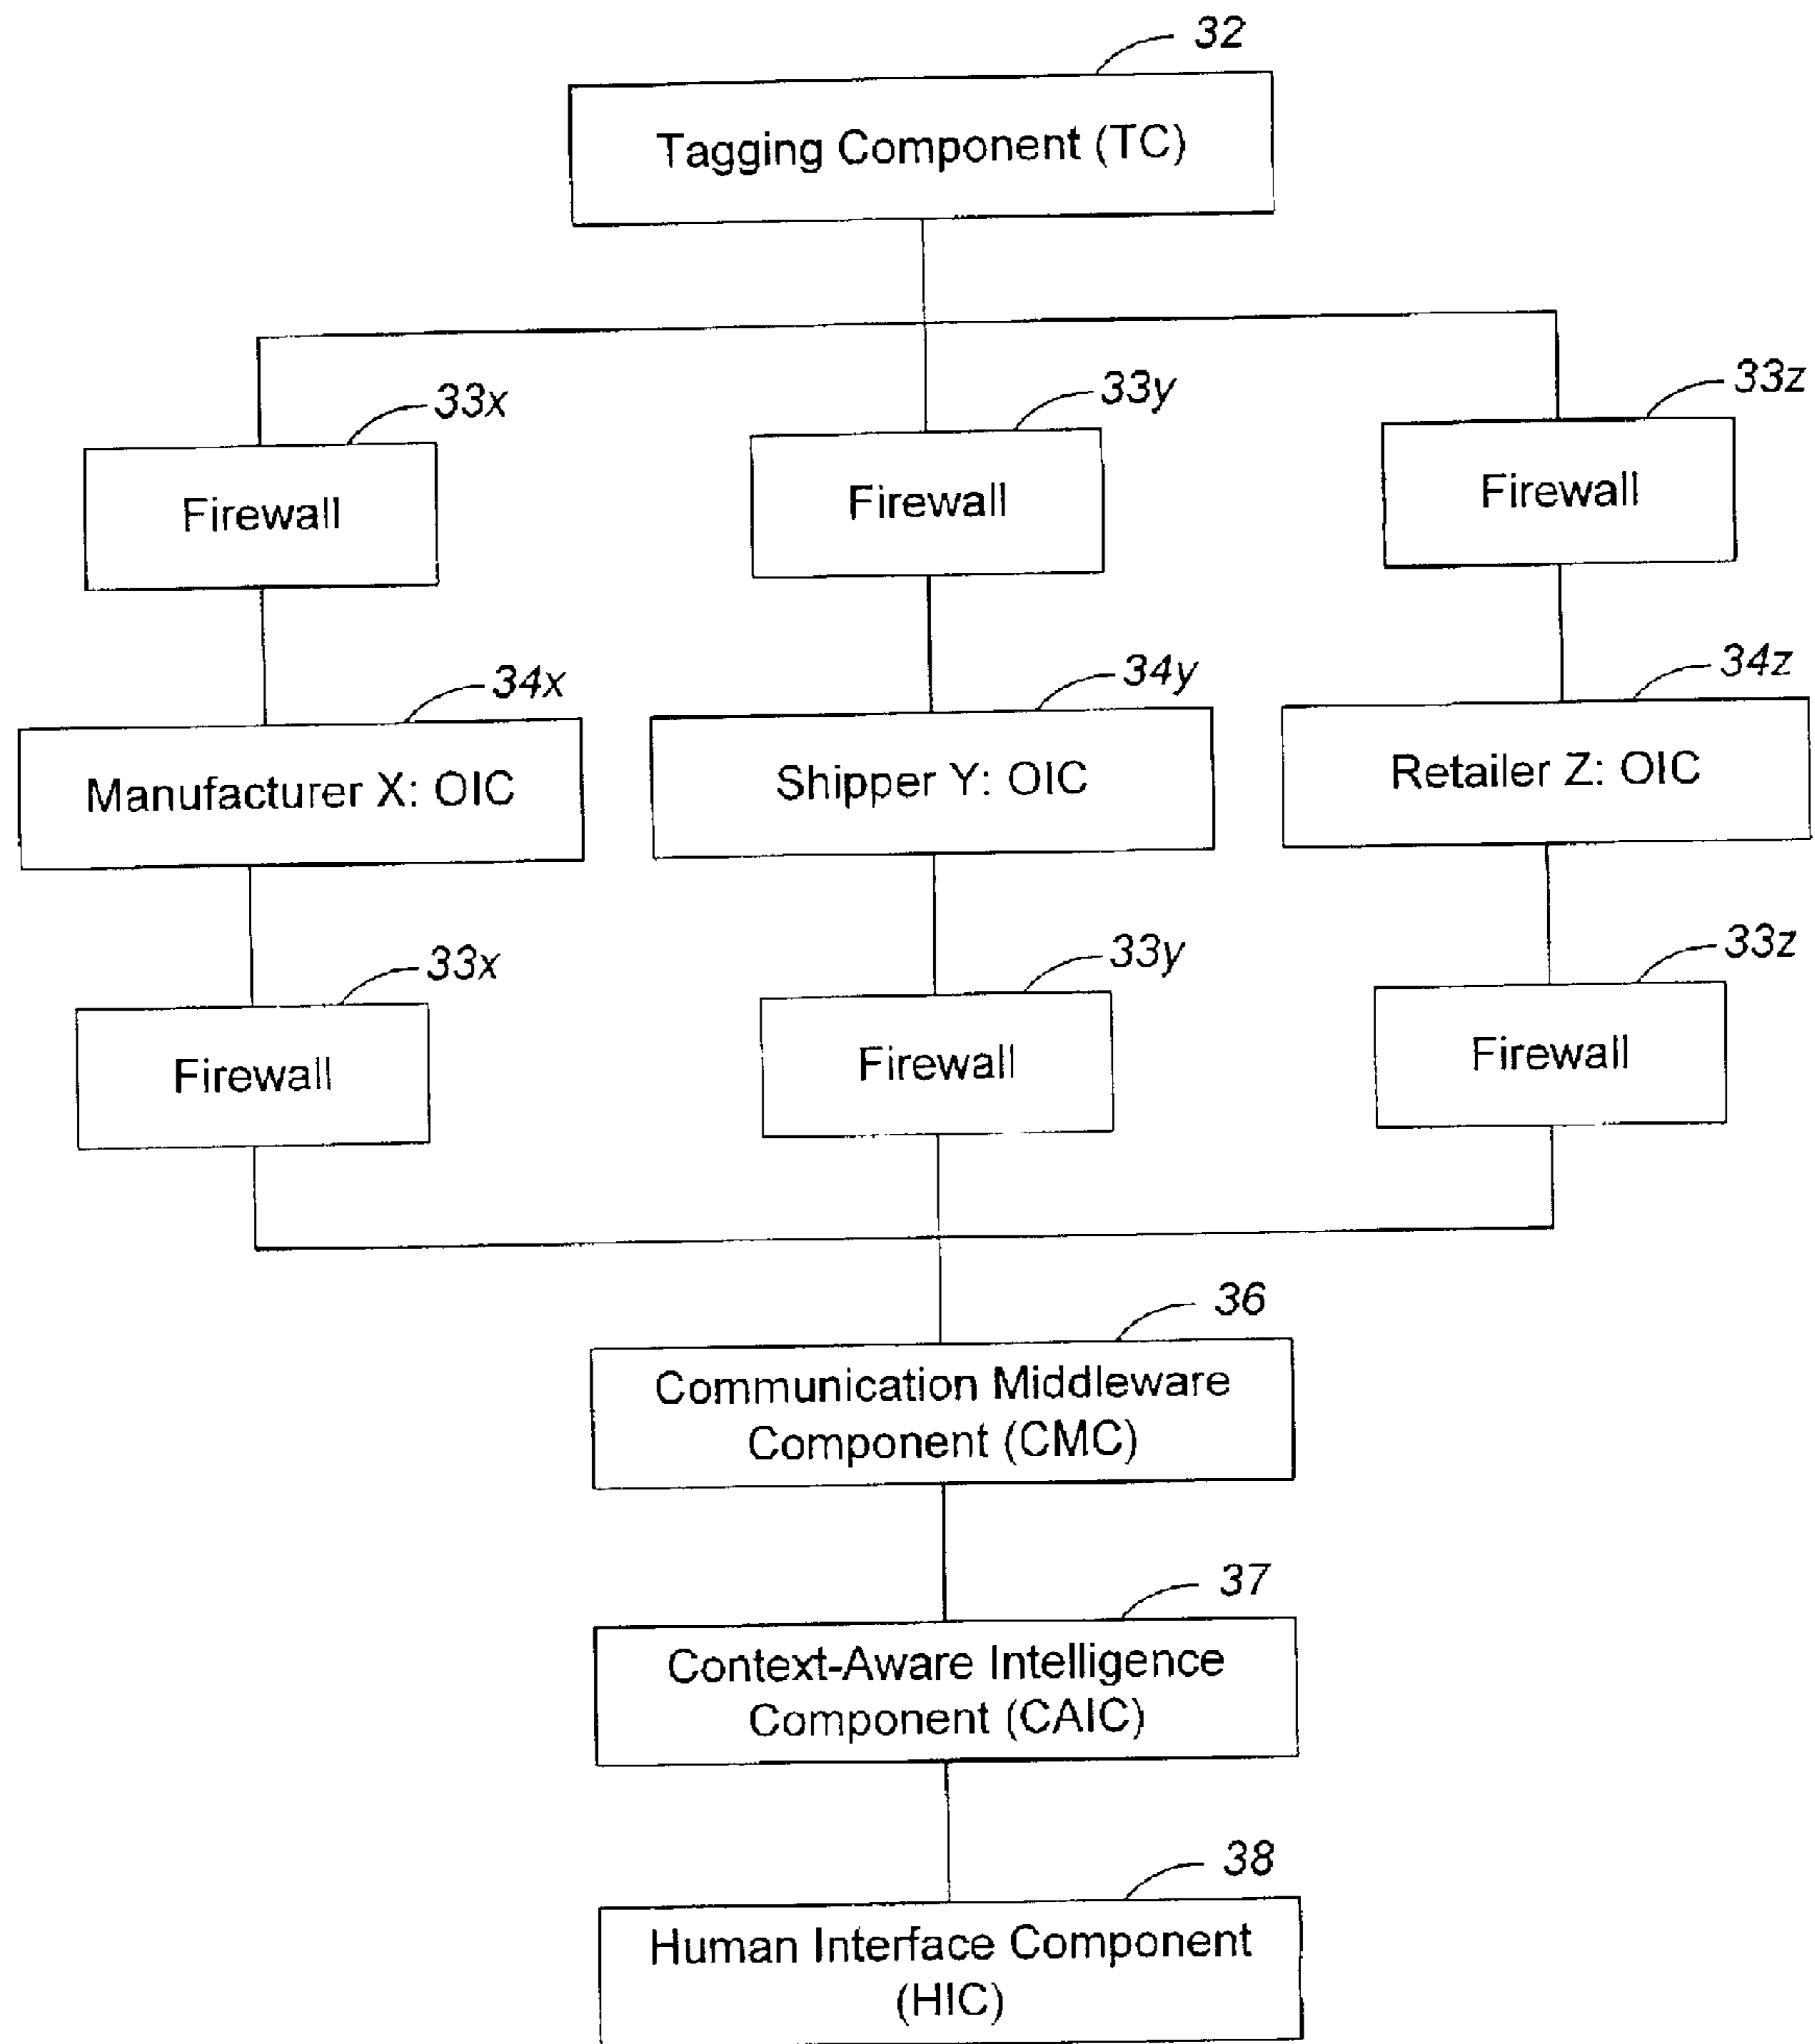 32
Tagging Component (TC)
33x
33y
33z
Firewall
Firewall
Firewall
34x
34y
34z
Manufacturer X: OIC
Shipper Y: OIC
Retailer Z: OIC
33x
33y
33z
Firewall
Firewall
Firewall
36
Communication Middleware
Component (CMC)
37
Context-Aware Intelligence
Component (CAIC)
38
Human Interface Component
(HIC)